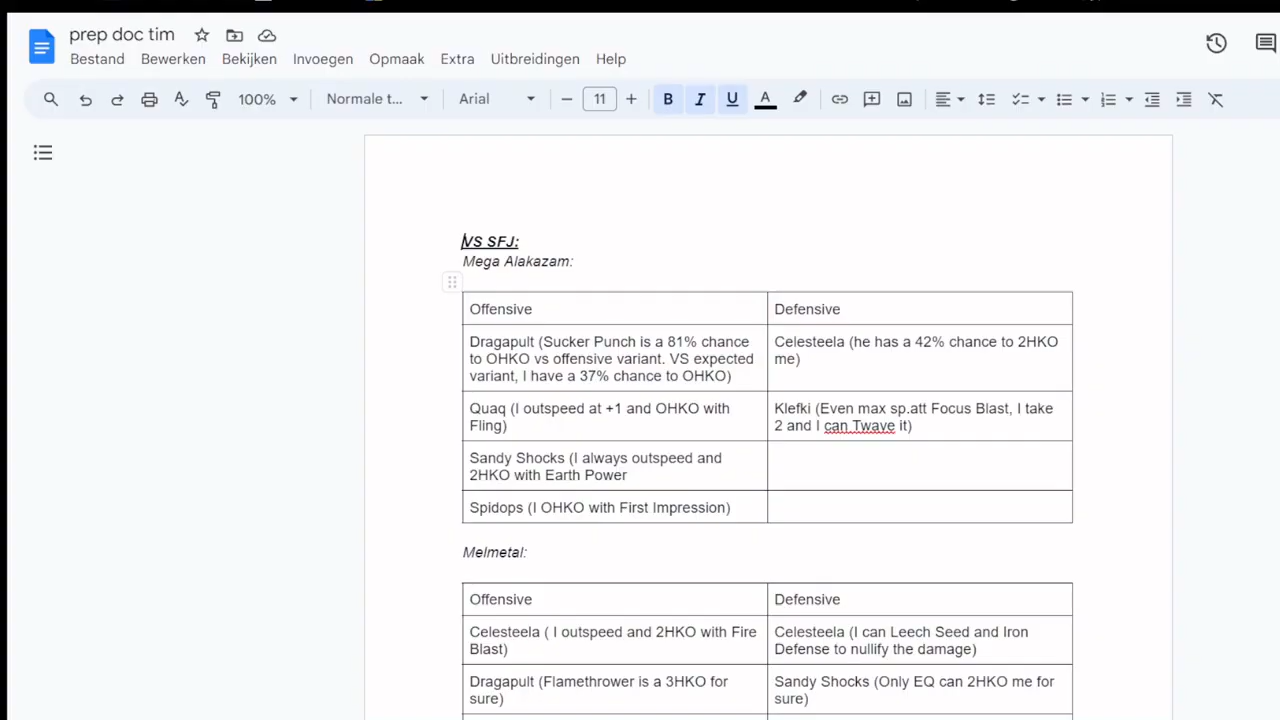 prep doc tim
Bestand Bewerken Bekijken Invoegen Opmaak Extra Uitbreidingen Help
100% Normale t... Arial 11 B I U A
VS SFJ:
Mega Alakazam:
Offensive
Defensive
Dragapult (Sucker Punch is a 81% chance
to OHKO vs offensive variant. VS expected
variant, I have a 37% chance to OHKO)
Celesteela (he has a 42% chance to 2HKO
me)
Quaq (I outspeed at +1 and OHKO with
Fling)
Klefki (Even max sp.att Focus Blast, I take
2 and I can Twave it)
Sandy Shocks (I always outspeed and
2HKO with Earth Power
Spidops (I OHKO with First Impression)
Melmetal:
Offensive
Defensive
Celesteela ( I outspeed and 2HKO with Fire
Blast)
Celesteela (I can Leech Seed and Iron
Defense to nullify the damage)
Dragapult (Flamethrower is a 3HKO for
sure)
Sandy Shocks (Only EQ can 2HKO me for
sure)